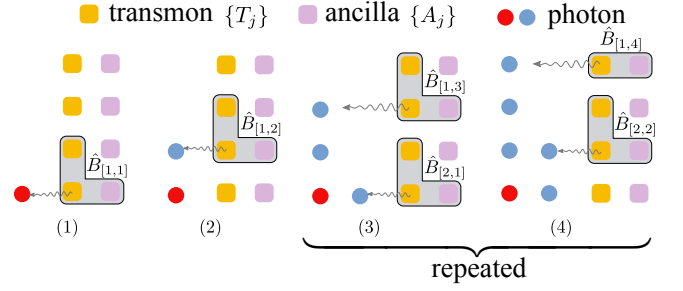 transmon {T_j} ancilla {A_j} photon
B̂_[1,1]
(1)
B̂_[1,2]
(2)
B̂_[1,3]
B̂_[2,1]
(3)
B̂_[1,4]
B̂_[2,2]
(4)
repeated